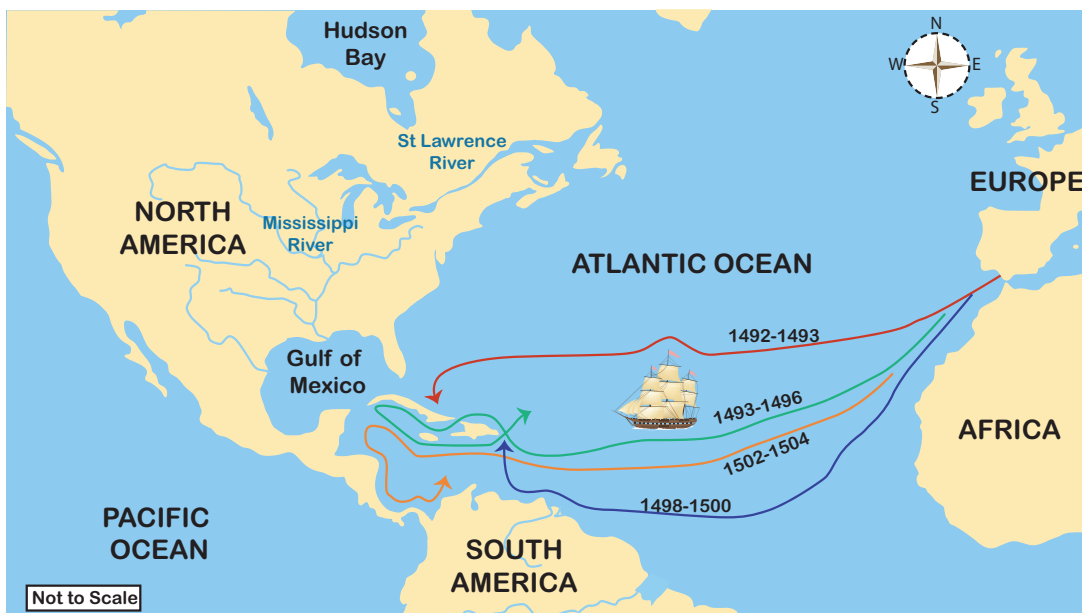 Hudson
Bay
N
W
E
S
St Lawrence
River
EUROPE
NORTH
AMERICA
Mississippi
River
ATLANTIC OCEAN
1492-1493
Gulf of
Mexico
1493-1496
AFRICA
1502-1504
1498-1500
PACIFIC
OCEAN
SOUTH
AMERICA
Not to Scale